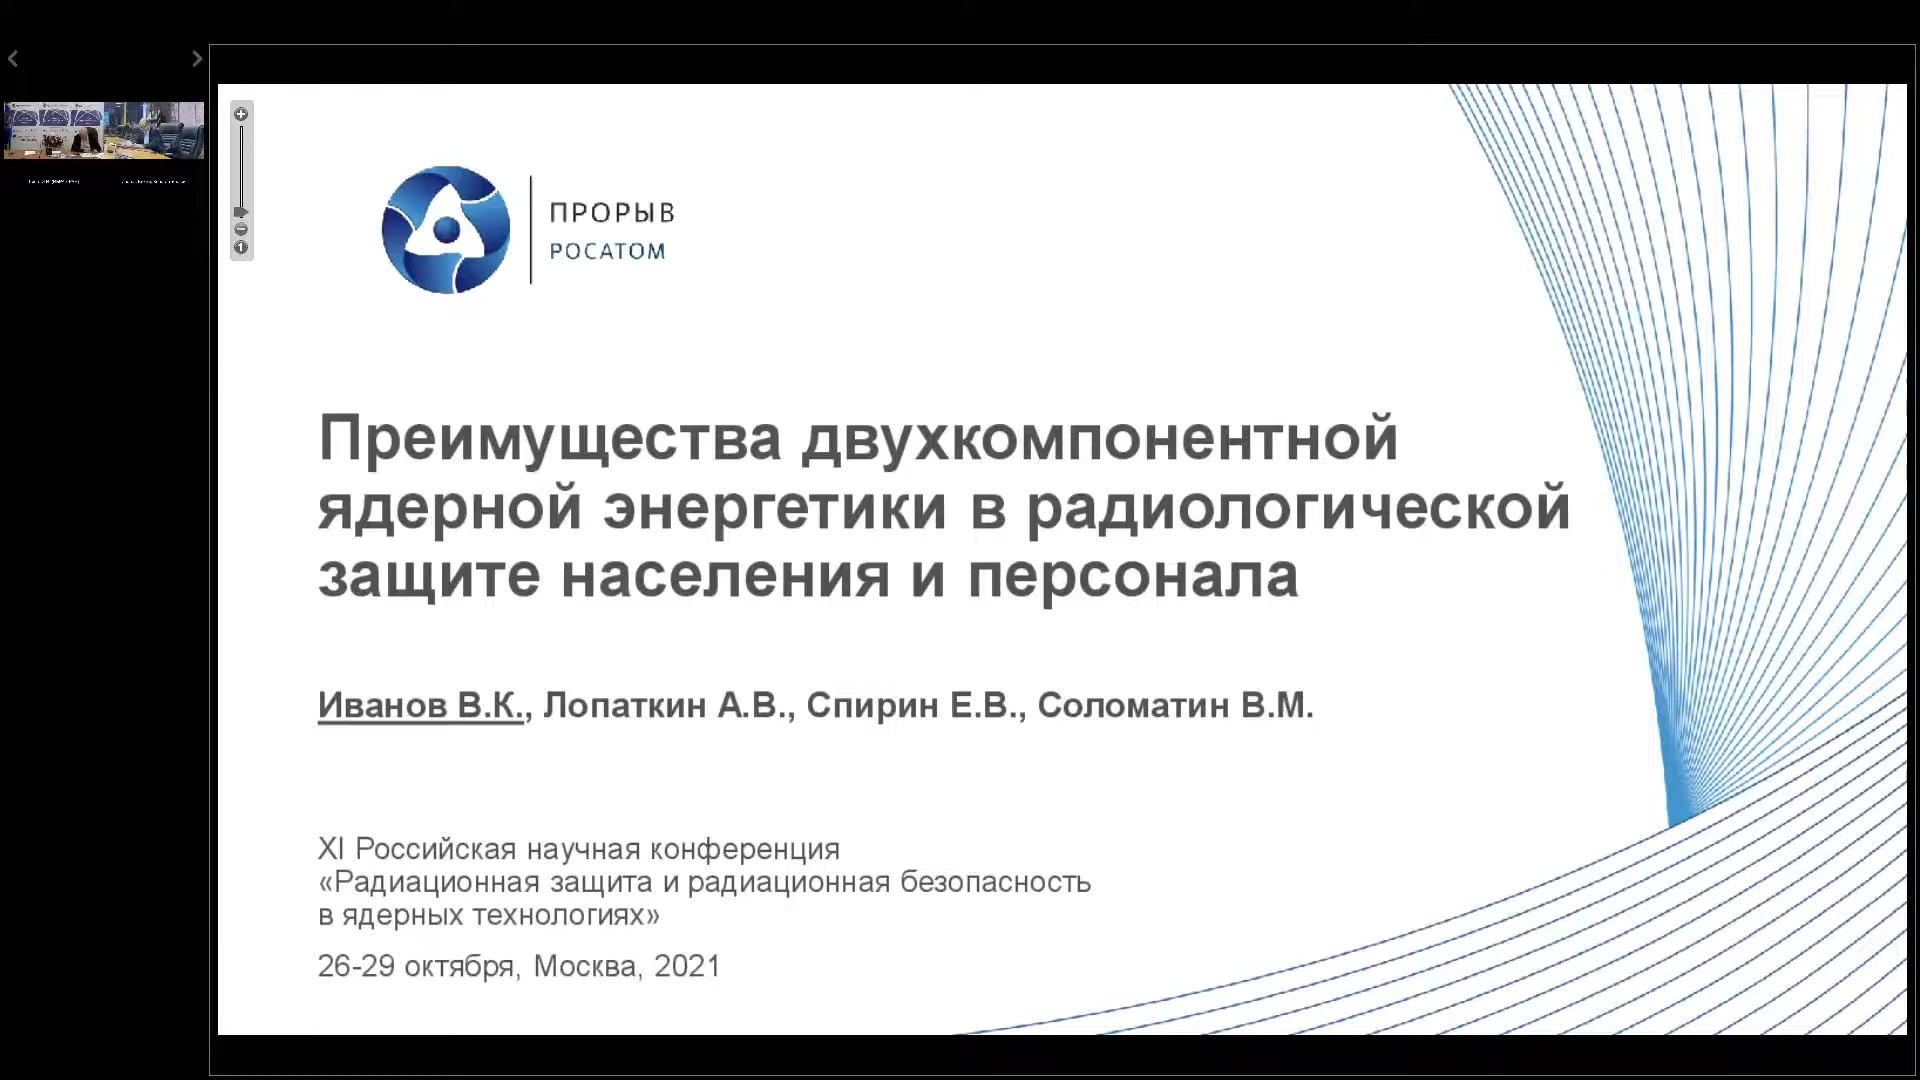 ПРОРЫВ
РОСАТОМ
Преимущества двухкомпонентной
ядерной энергетики в радиологической
защите населения и персонала
Иванов В.К., Лопаткин А.В., Спирин Е.В., Соломатин В.М.
XI Российская научная конференция
«Радиационная защита и радиационная безопасность
в ядерных технологиях»
26-29 октября, Москва, 2021